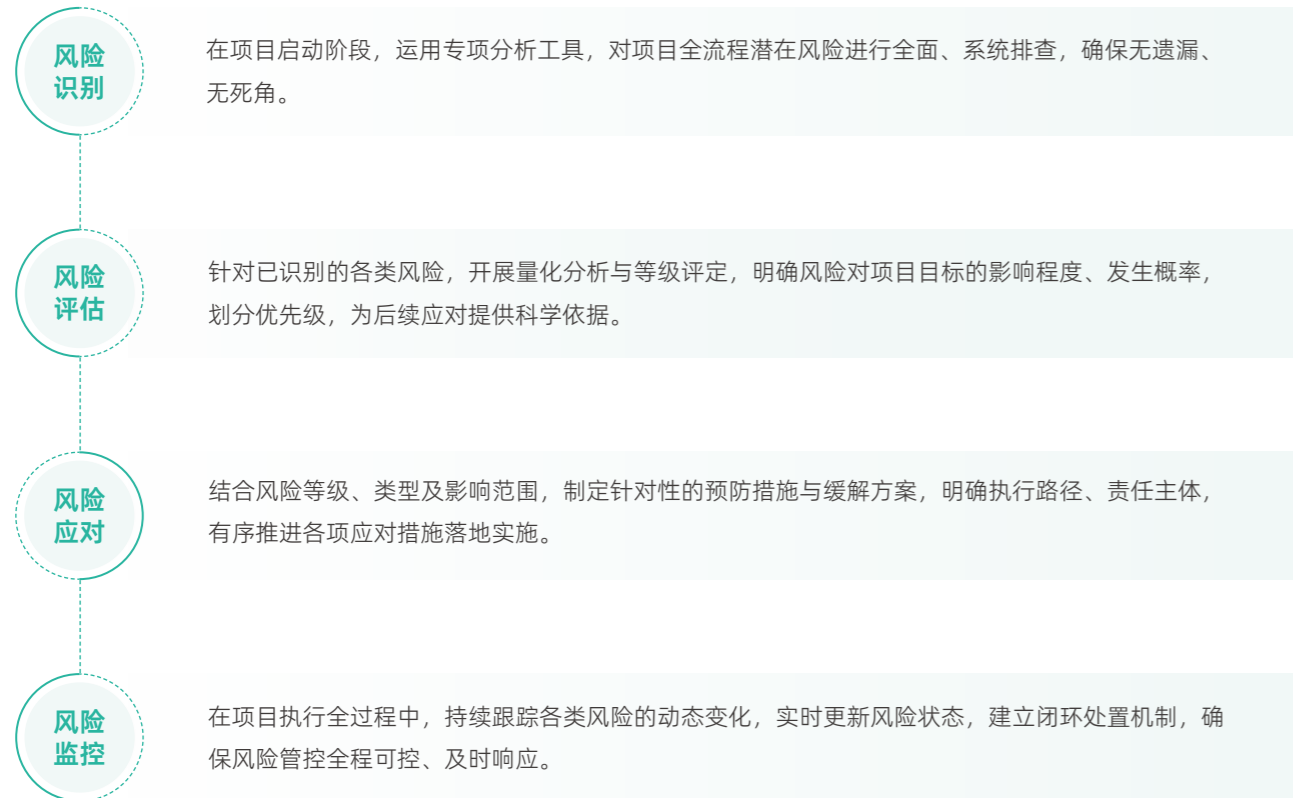 风险
识别
在项目启动阶段，运用专项分析工具，对项目全流程潜在风险进行全面、系统排查，确保无遗漏、
无死角。
风险
评估
针对已识别的各类风险，开展量化分析与等级评定，明确风险对项目目标的影响程度、发生概率，
划分优先级，为后续应对提供科学依据。
风险
应对
结合风险等级、类型及影响范围，制定针对性的预防措施与缓解方案，明确执行路径、责任主体，
有序推进各项应对措施落地实施。
风险
监控
在项目执行全过程中，持续跟踪各类风险的动态变化，实时更新风险状态，建立闭环处置机制，确
保风险管控全程可控、及时响应。